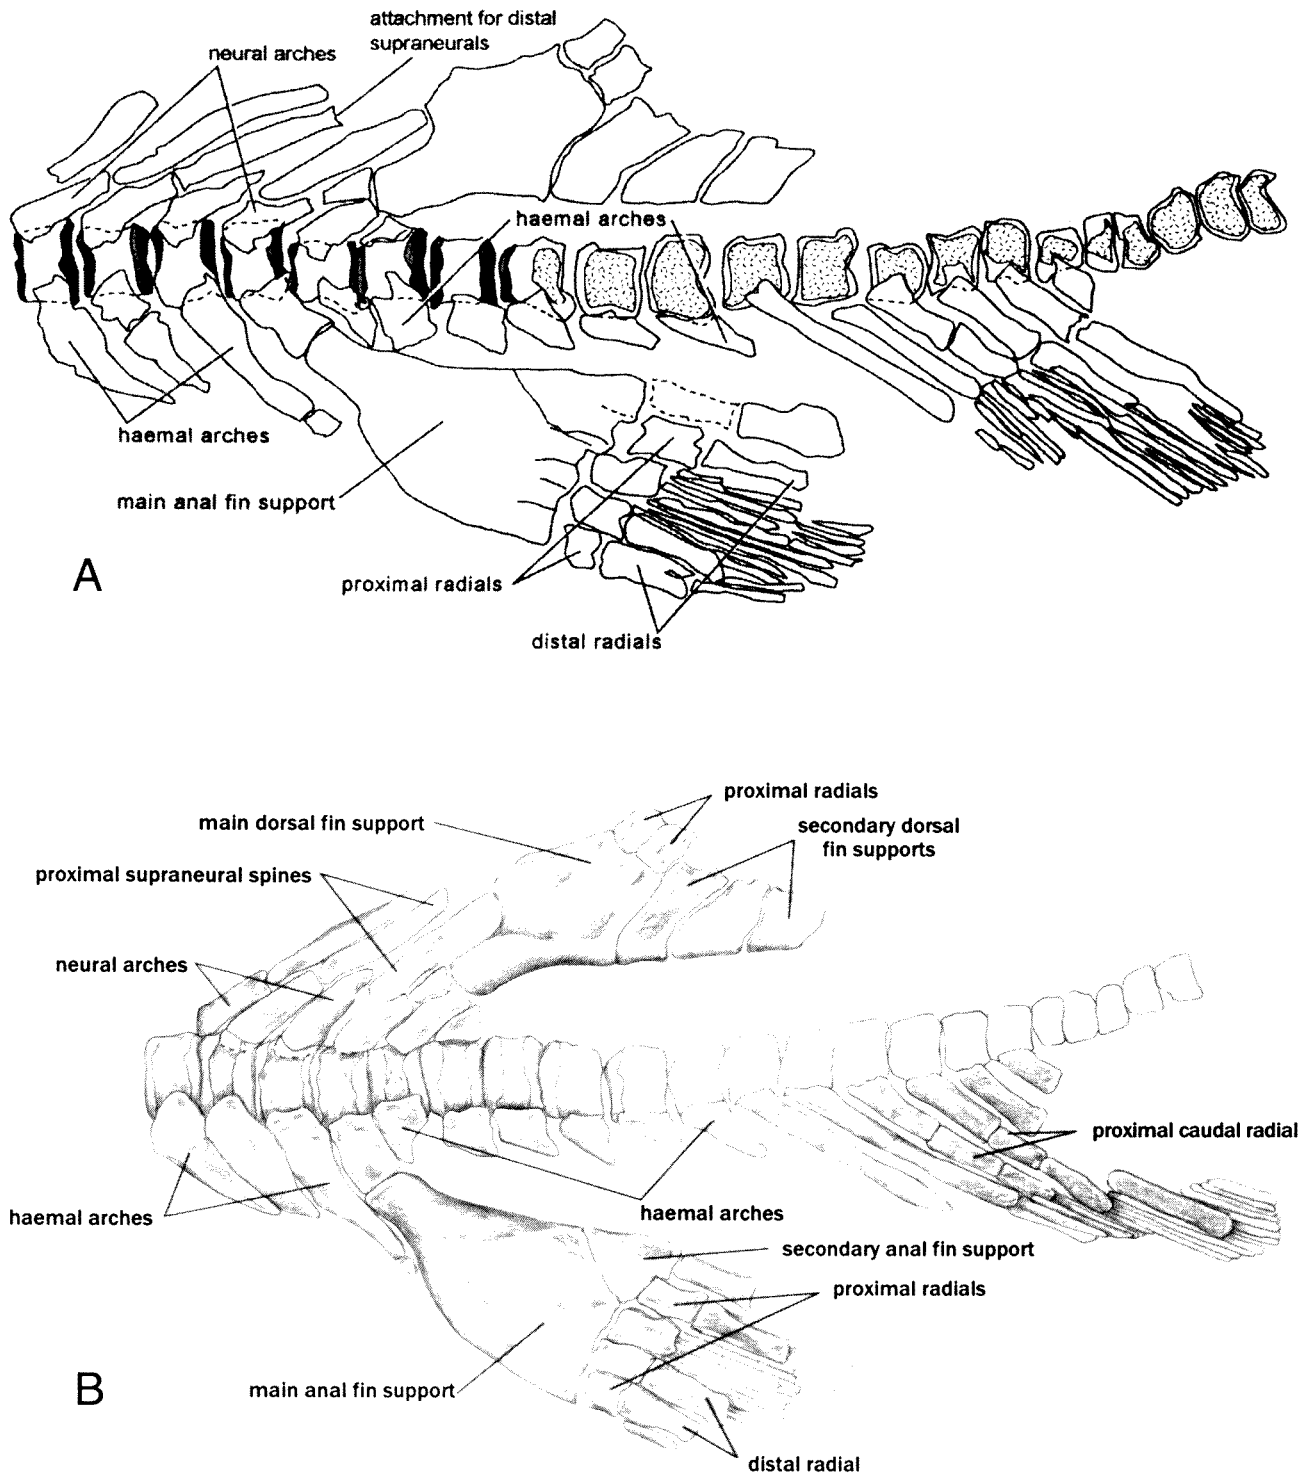 attachment for distal
supraneurals
neural arches
haemal arches
haemal arches
main anal fin support
A
proximal radials
distal radials
proximal radials
main dorsal fin support
secondary dorsal
fin supports
proximal supraneural spines
neural arches
proximal caudal radial
haemal arches
haemal arches
secondary anal fin support
proximal radials
B
main anal fin support
distal radial